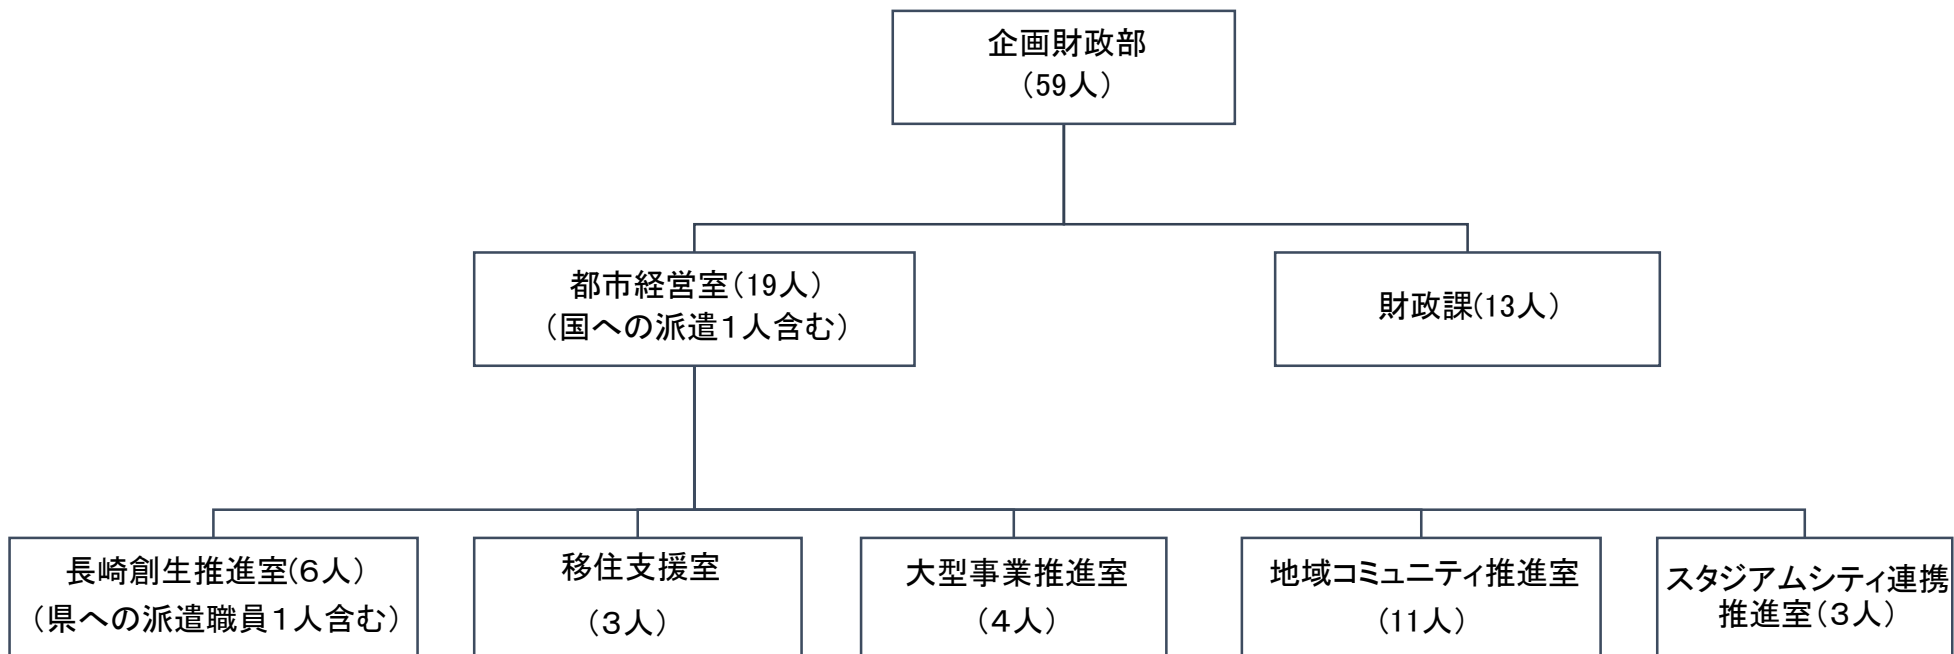 企画財政部
（59人）
都市経営室（19人）
（国への派遣１人含む）
財政課(13人）
長崎創生推進室(６人）
（県への派遣職員１人含む）
移住支援室
（３人）
大型事業推進室
（４人）
地域コミュニティ推進室
（11人）
スタジアムシティ連携
推進室（３人）